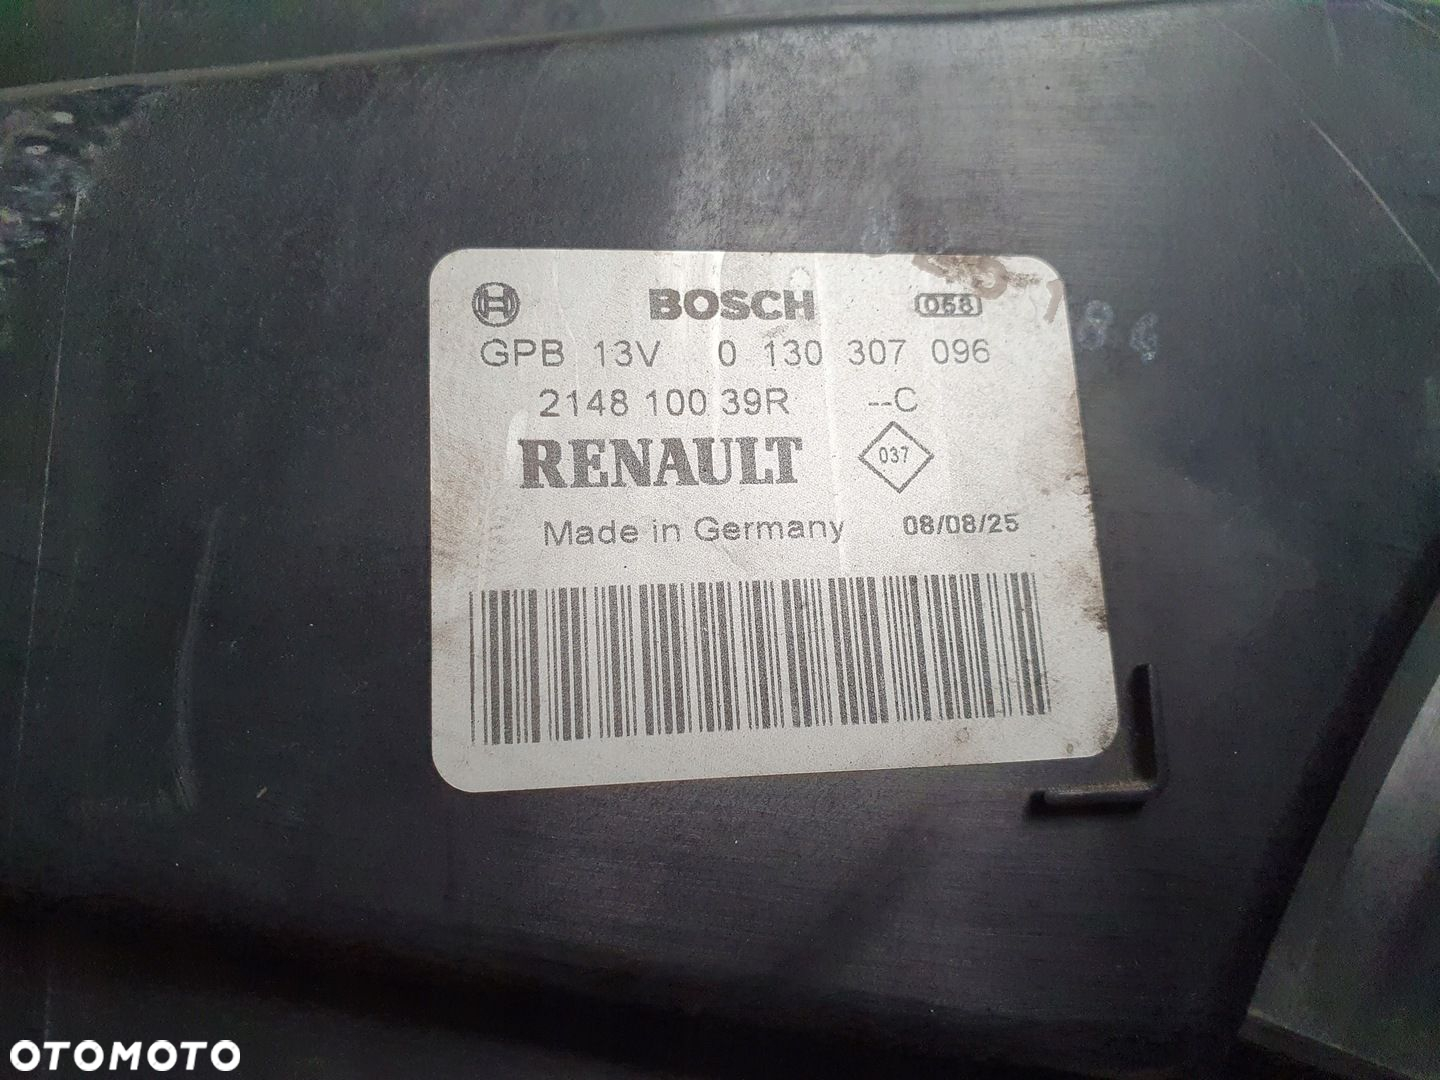 BOSCH 068
GPB 13V 0 130 307 096
2148 100 39R --C
RENAULT 037
Made in Germany 08/08/25
OTOMOTO